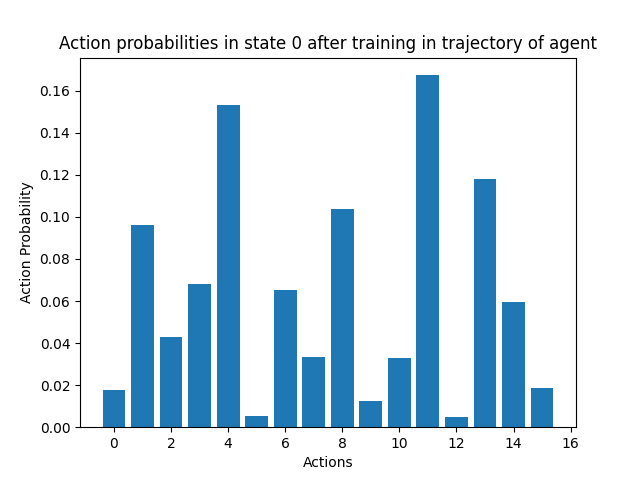 Action probabilities in state 0 after training in trajectory of agent
0.16
0.14
0.12
0.10
0.08
0.06
0.04
0.02
0.00
Action Probability
0 2 4 6 8 10 12 14 16
Actions